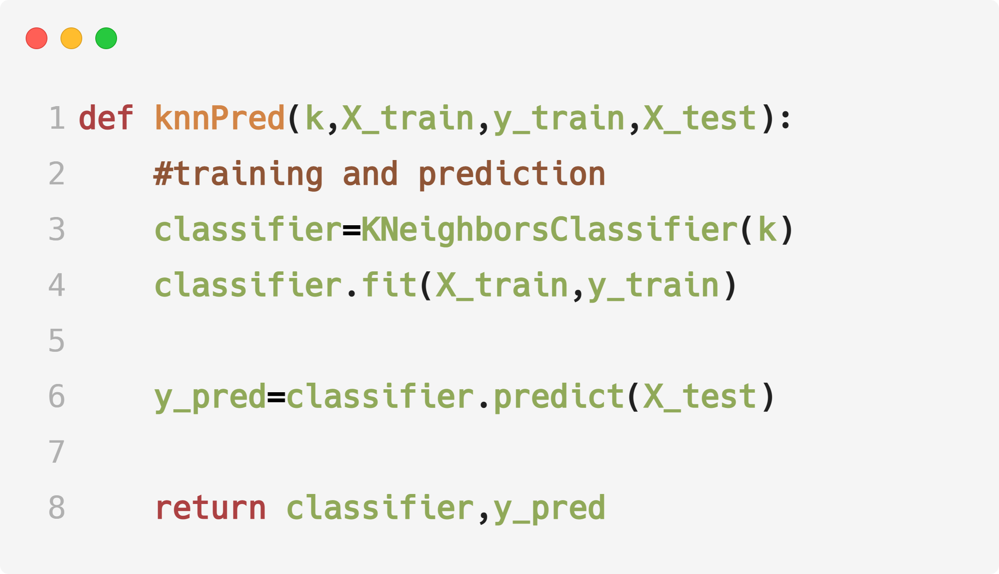 1 def knnPred(k,X_train,y_train,X_test):
2     #training and prediction
3     classifier=KNeighborsClassifier(k)
4     classifier.fit(X_train,y_train)
5
6     y_pred=classifier.predict(X_test)
7
8     return classifier,y_pred